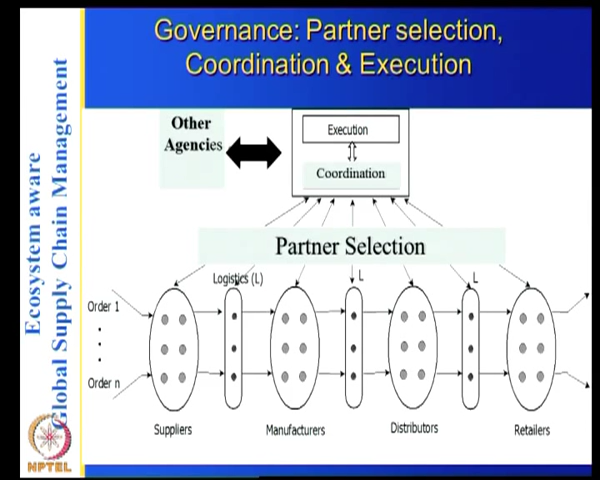 Governance: Partner selection,
Coordination & Execution
Ecosystem aware
Global Supply Chain Management
Other
Agencies
Execution
Coordination
Partner Selection
Logistics (L)
L
L
Order 1
Order n
Suppliers
Manufacturers
Distributors
Retailers
NPTEL